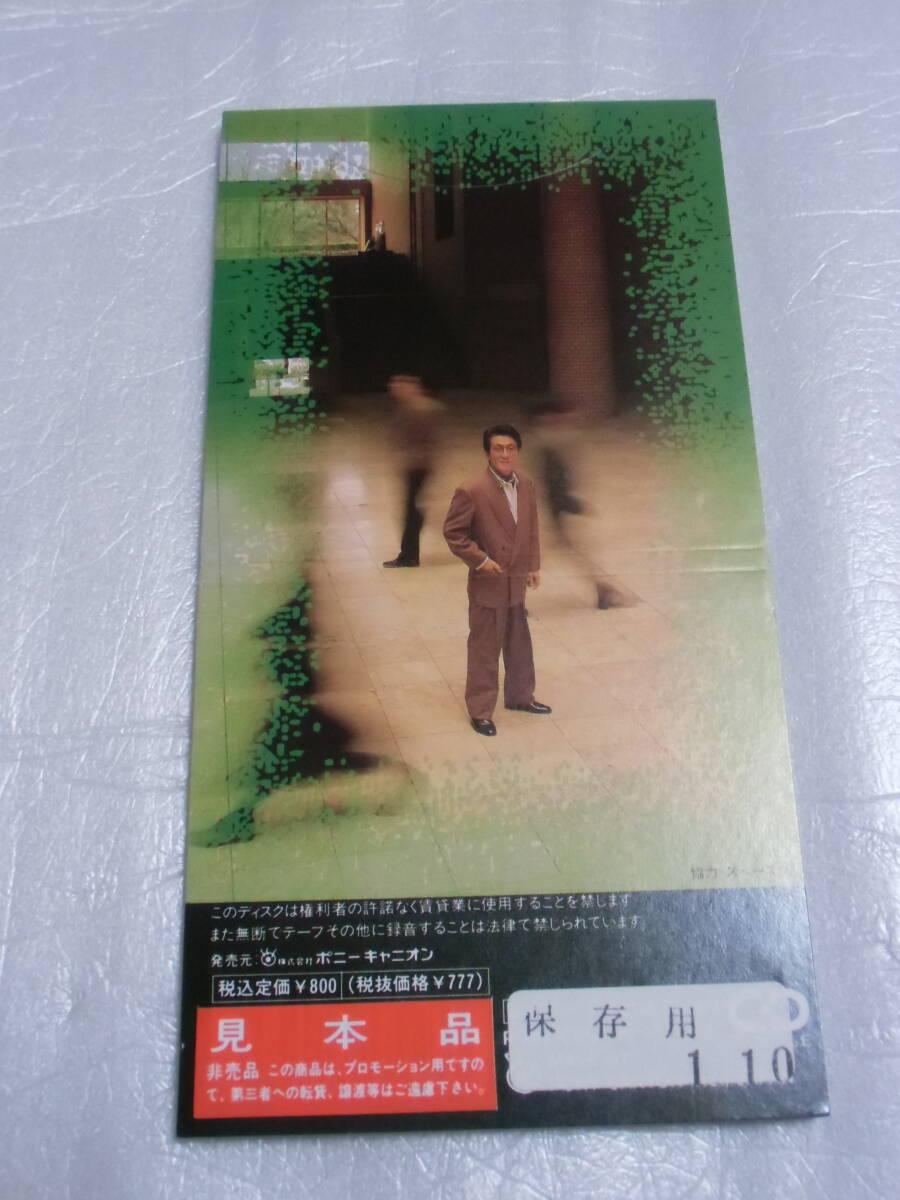 協力 スペース
このディスクは権利者の許諾なく賃貸業に使用することを禁じます
また無断でテープその他に録音することは法律で禁じられています。
発売元: 株式会社 ポニーキャニオン
税込定価¥800 (税抜価格¥777)
見本品
非売品 この商品は、プロモーション用ですの
で、第三者への転貸、譲渡等はご遠慮下さい。
保存用
1 10